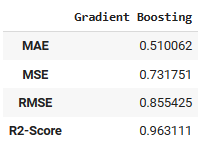 Gradient Boosting
MAE 0.510062
MSE 0.731751
RMSE 0.855425
R2-Score 0.963111